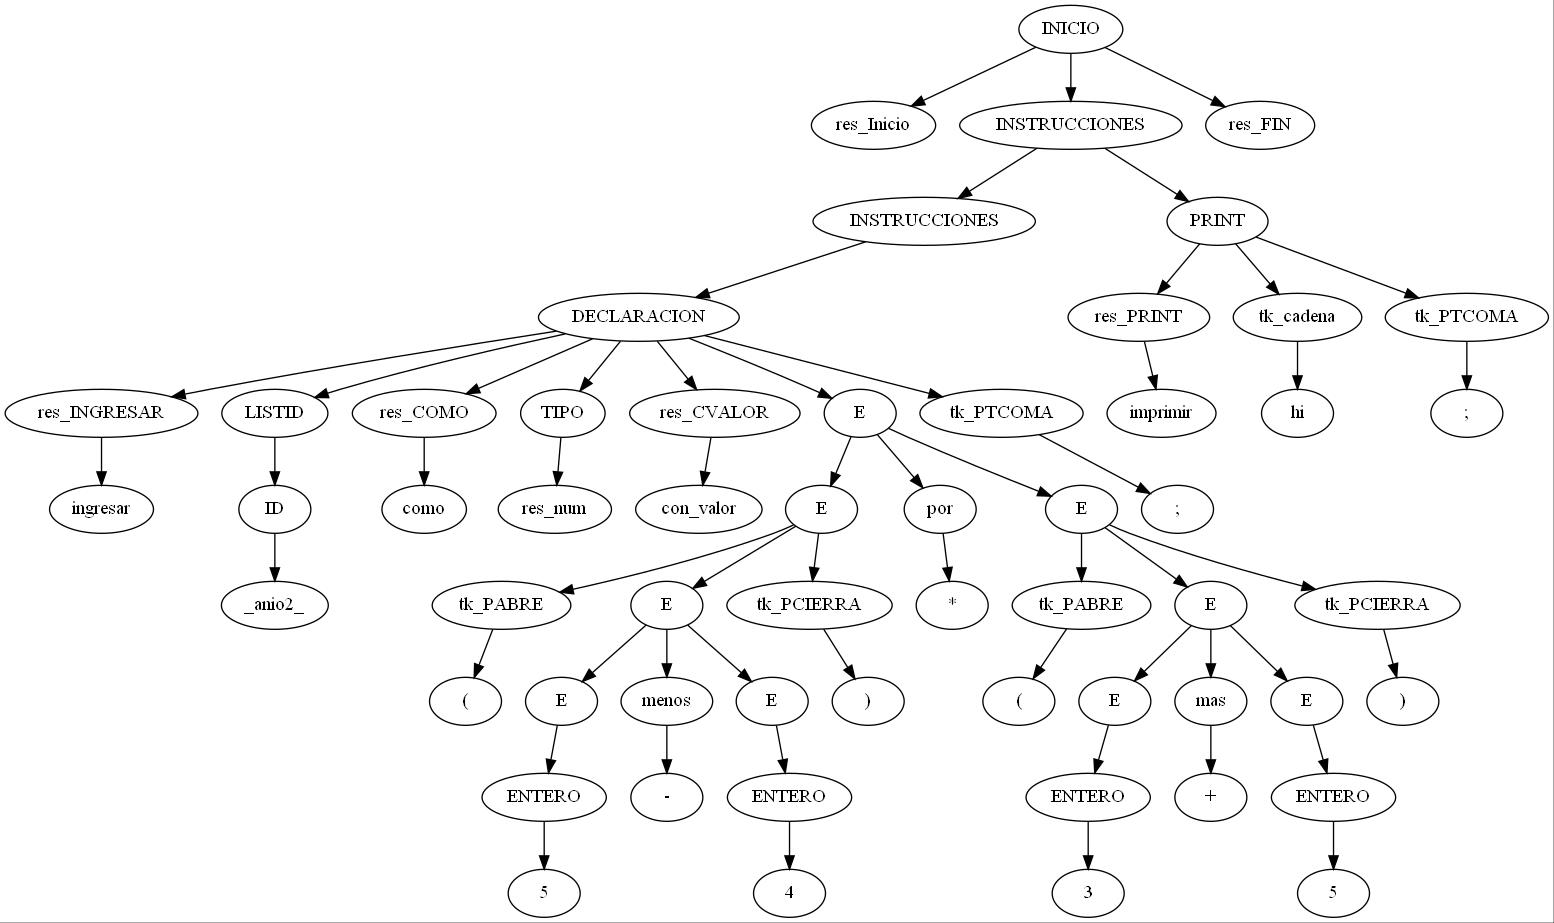 INICIO
res_Inicio INSTRUCCIONES res_FIN
INSTRUCCIONES PRINT
DECLARACION res_PRINT tk_cadena tk_PTCOMA
res_INGRESAR LISTID res_COMO TIPO res_CVALOR E tk_PTCOMA imprimir hi ;
ingresar ID como res_num con_valor E por E ;
_anio2_ tk_PABRE E tk_PCIERRA * tk_PABRE E tk_PCIERRA
( E menos E ) ( E mas E )
ENTERO - ENTERO ENTERO + ENTERO
5 4 3 5